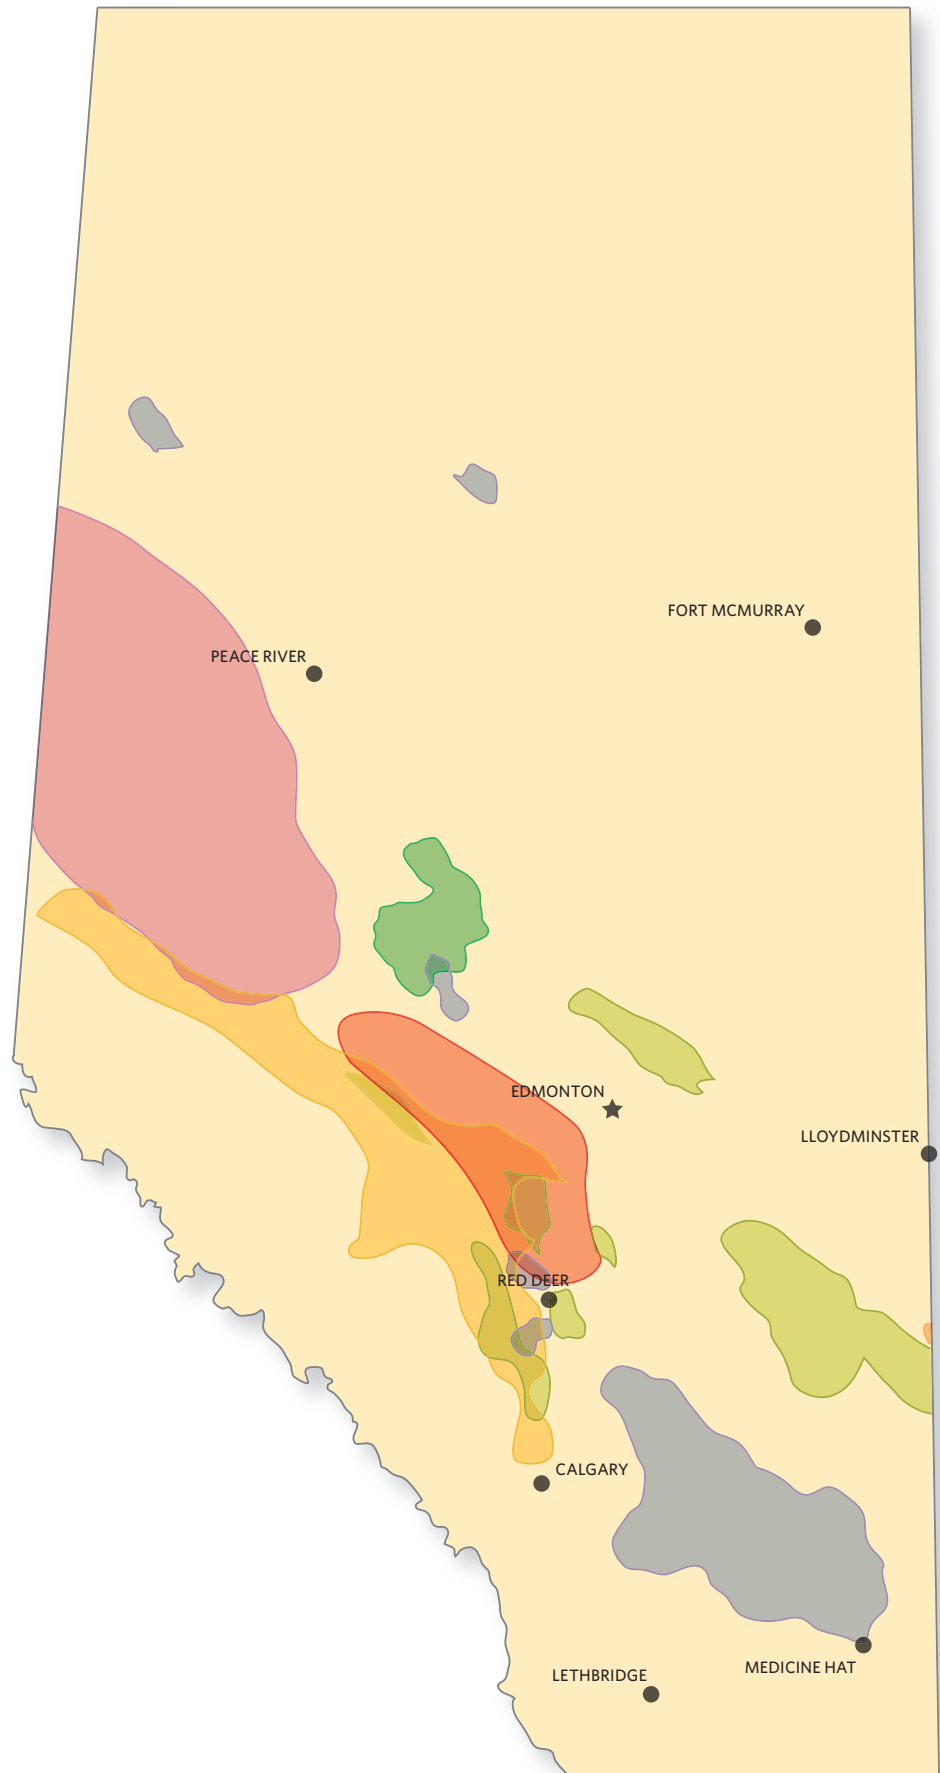 FORT MCMURRAY
PEACE RIVER
EDMONTON
LLOYDMINSTER
RED DEER
CALGARY
MEDICINE HAT
LETHBRIDGE